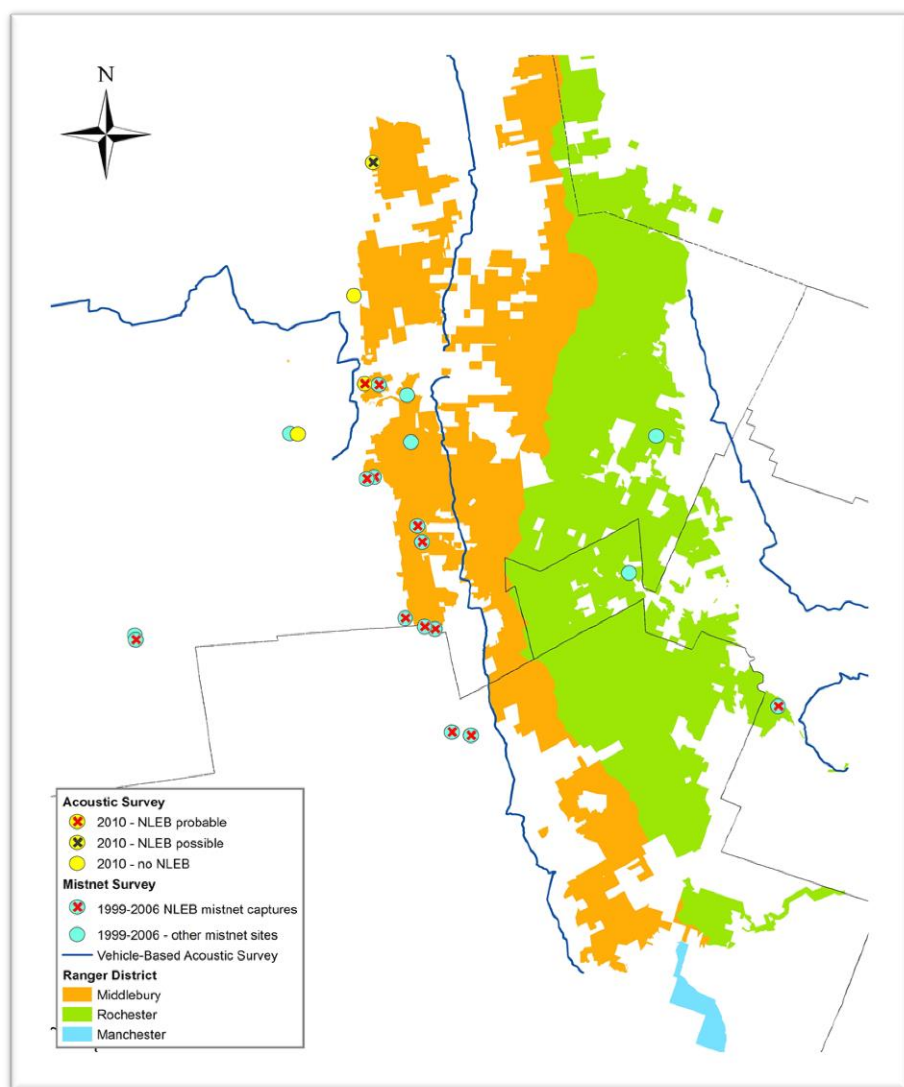 N
Acoustic Survey
2010 - NLEB probable
2010 - NLEB possible
2010 - no NLEB
Mistnet Survey
1999-2006 NLEB mistnet captures
1999-2006 - other mistnet sites
Vehicle-Based Acoustic Survey
Ranger District
Middlebury
Rochester
Manchester